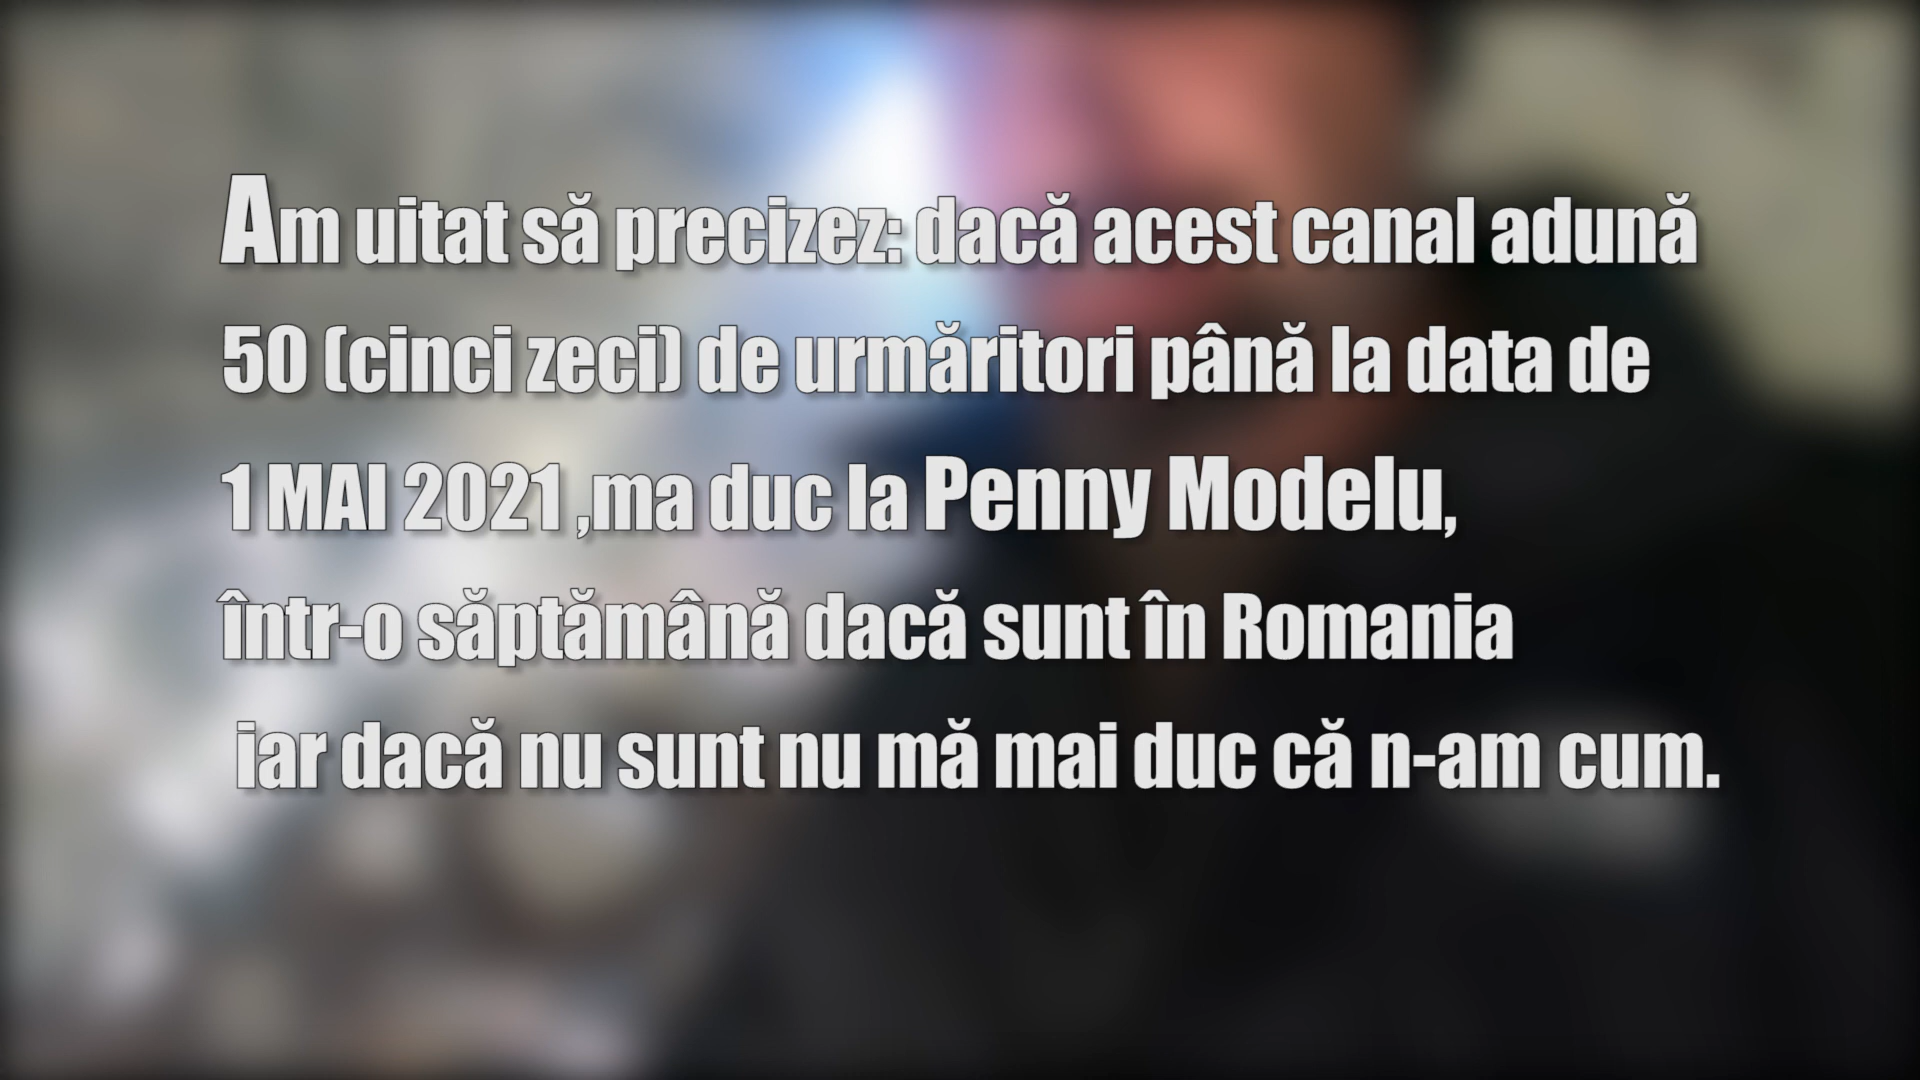 Am uitat să precizez: dacă acest canal adună
50 (cinci zeci) de urmăritori până la data de
1 MAI 2021 ,ma duc la Penny Modelu,
într-o săptămână dacă sunt în Romania
iar dacă nu sunt nu mă mai duc că n-am cum.